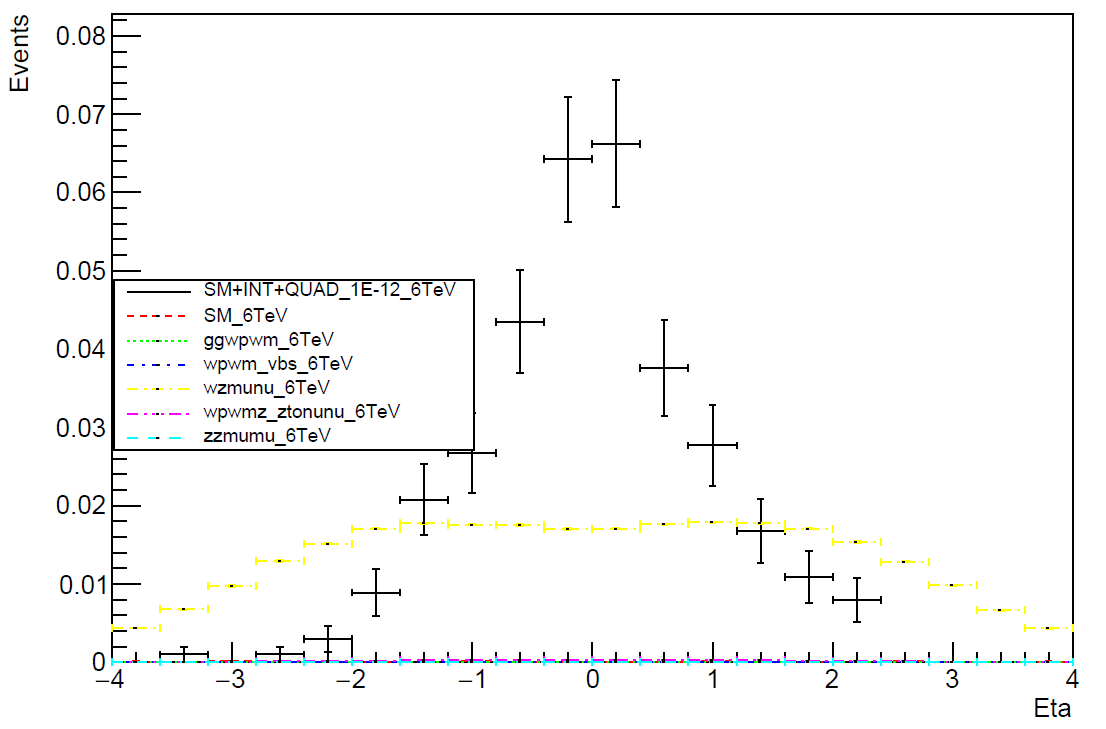 Events
0.08
0.07
0.06
0.05
0.04
0.03
0.02
0.01
0
SM+INT+QUAD_1E-12_6TeV
SM_6TeV
ggwpwm_6TeV
wpwm_vbs_6TeV
wzmunu_6TeV
wpwmz_ztonunu_6TeV
zzmumu_6TeV
−4 −3 −2 −1 0 1 2 3 4
Eta